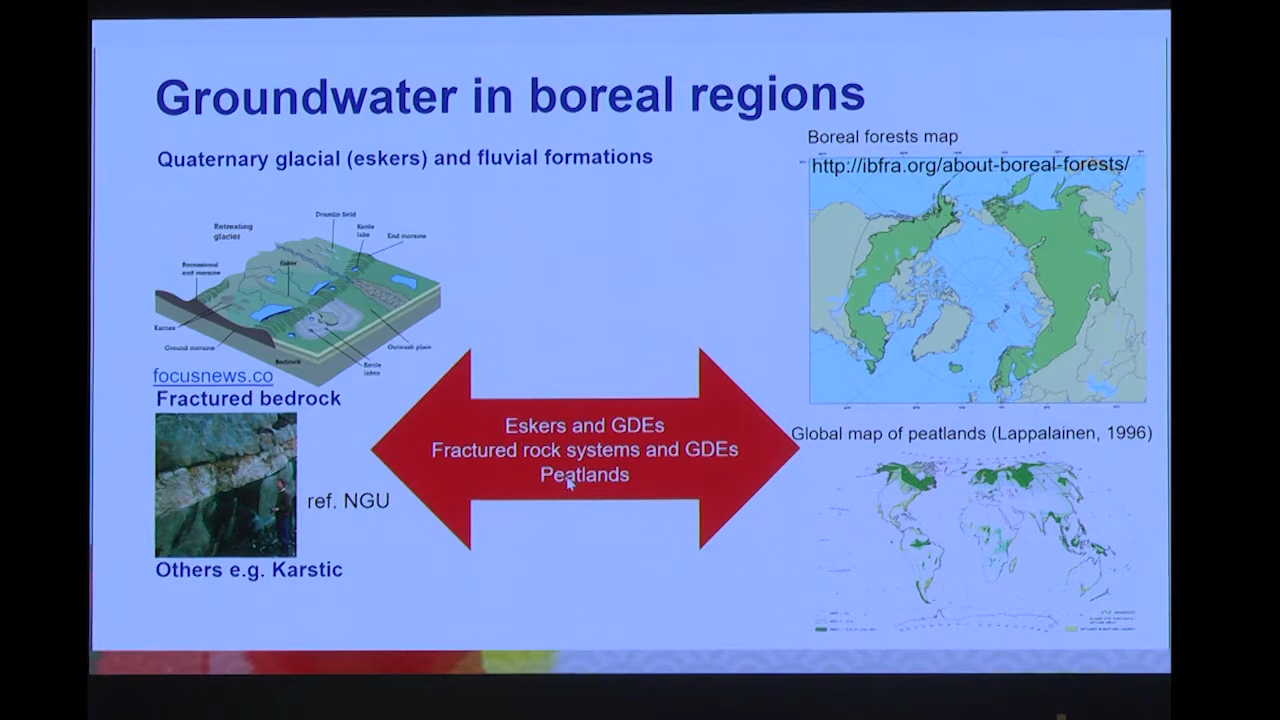 Groundwater in boreal regions
Quaternary glacial (eskers) and fluvial formations
Boreal forests map
http://ibfra.org/about-boreal-forests/
Drumlin field
Retreating
glacier
Kettle
lake
End moraine
Recessional
end moraine
Esker
Kames
Ground moraine
Bedrock
Kettle
lakes
Outwash plain
focusnews.co
Fractured bedrock
ref. NGU
Others e.g. Karstic
Eskers and GDEs
Fractured rock systems and GDEs
Peatlands
Global map of peatlands (Lappalainen, 1996)